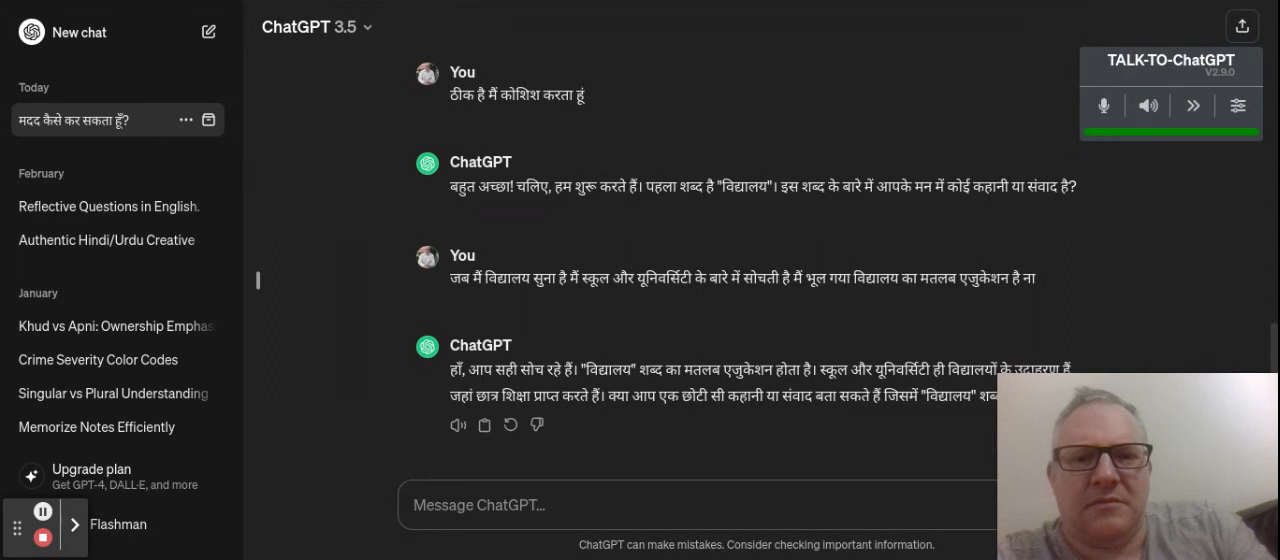 New chat
ChatGPT 3.5
Today
मदद कैसे कर सकता हूँ?
February
Reflective Questions in English.
Authentic Hindi/Urdu Creative
January
Khud vs Apni: Ownership Emphas
Crime Severity Color Codes
Singular vs Plural Understanding
Memorize Notes Efficiently
Upgrade plan
Get GPT-4, DALL·E, and more
Flashman
TALK-TO-ChatGPT
V2.9.0
You
ठीक है मैं कोशिश करता हूं
ChatGPT
बहुत अच्छा! चलिए, हम शुरू करते हैं। पहला शब्द है "विद्यालय"। इस शब्द के बारे में आपके मन में कोई कहानी या संवाद है?
You
जब मैं विद्यालय सुना है मैं स्कूल और यूनिवर्सिटी के बारे में सोचती है मैं भूल गया विद्यालय का मतलब एजुकेशन है ना
ChatGPT
हाँ, आप सही सोच रहे हैं। "विद्यालय" शब्द का मतलब एजुकेशन होता है। स्कूल और यूनिवर्सिटी ही विद्यालयों के उदाहरण हैं
जहां छात्र शिक्षा प्राप्त करते हैं। क्या आप एक छोटी सी कहानी या संवाद बता सकते हैं जिसमें "विद्यालय"
Message ChatGPT...
ChatGPT can make mistakes. Consider checking important information.